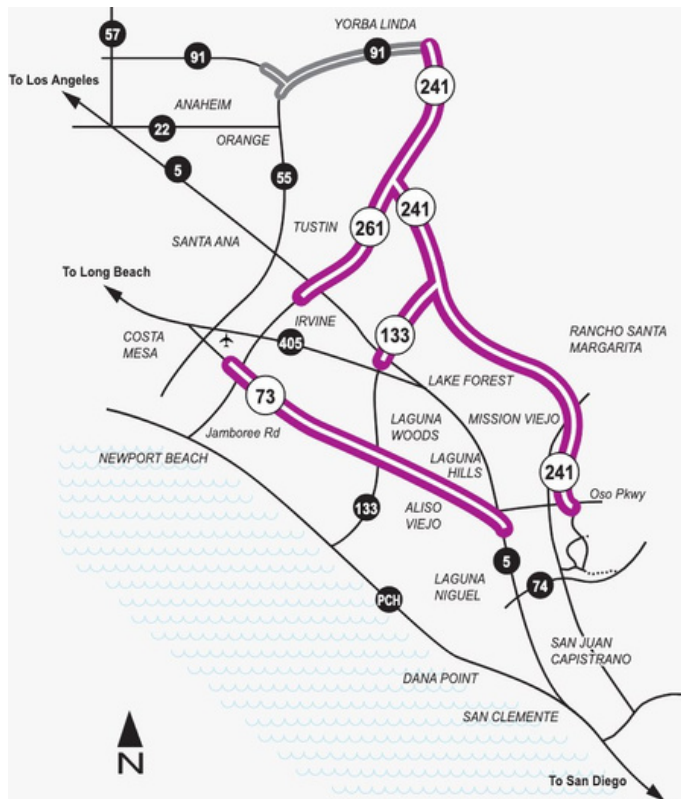 YORBA LINDA
57
91
91
To Los Angeles
241
ANAHEIM
22
ORANGE
5
55
241
TUSTIN
261
SANTA ANA
To Long Beach
IRVINE
COSTA
MESA
405
133
RANCHO SANTA
MARGARITA
73
LAKE FOREST
Jamboree Rd
LAGUNA
WOODS
MISSION VIEJO
NEWPORT BEACH
LAGUNA
HILLS
241
Oso Pkwy
133
ALISO
VIEJO
5
74
LAGUNA
NIGUEL
PCH
SAN JUAN
CAPISTRANO
DANA POINT
SAN CLEMENTE
N
To San Diego